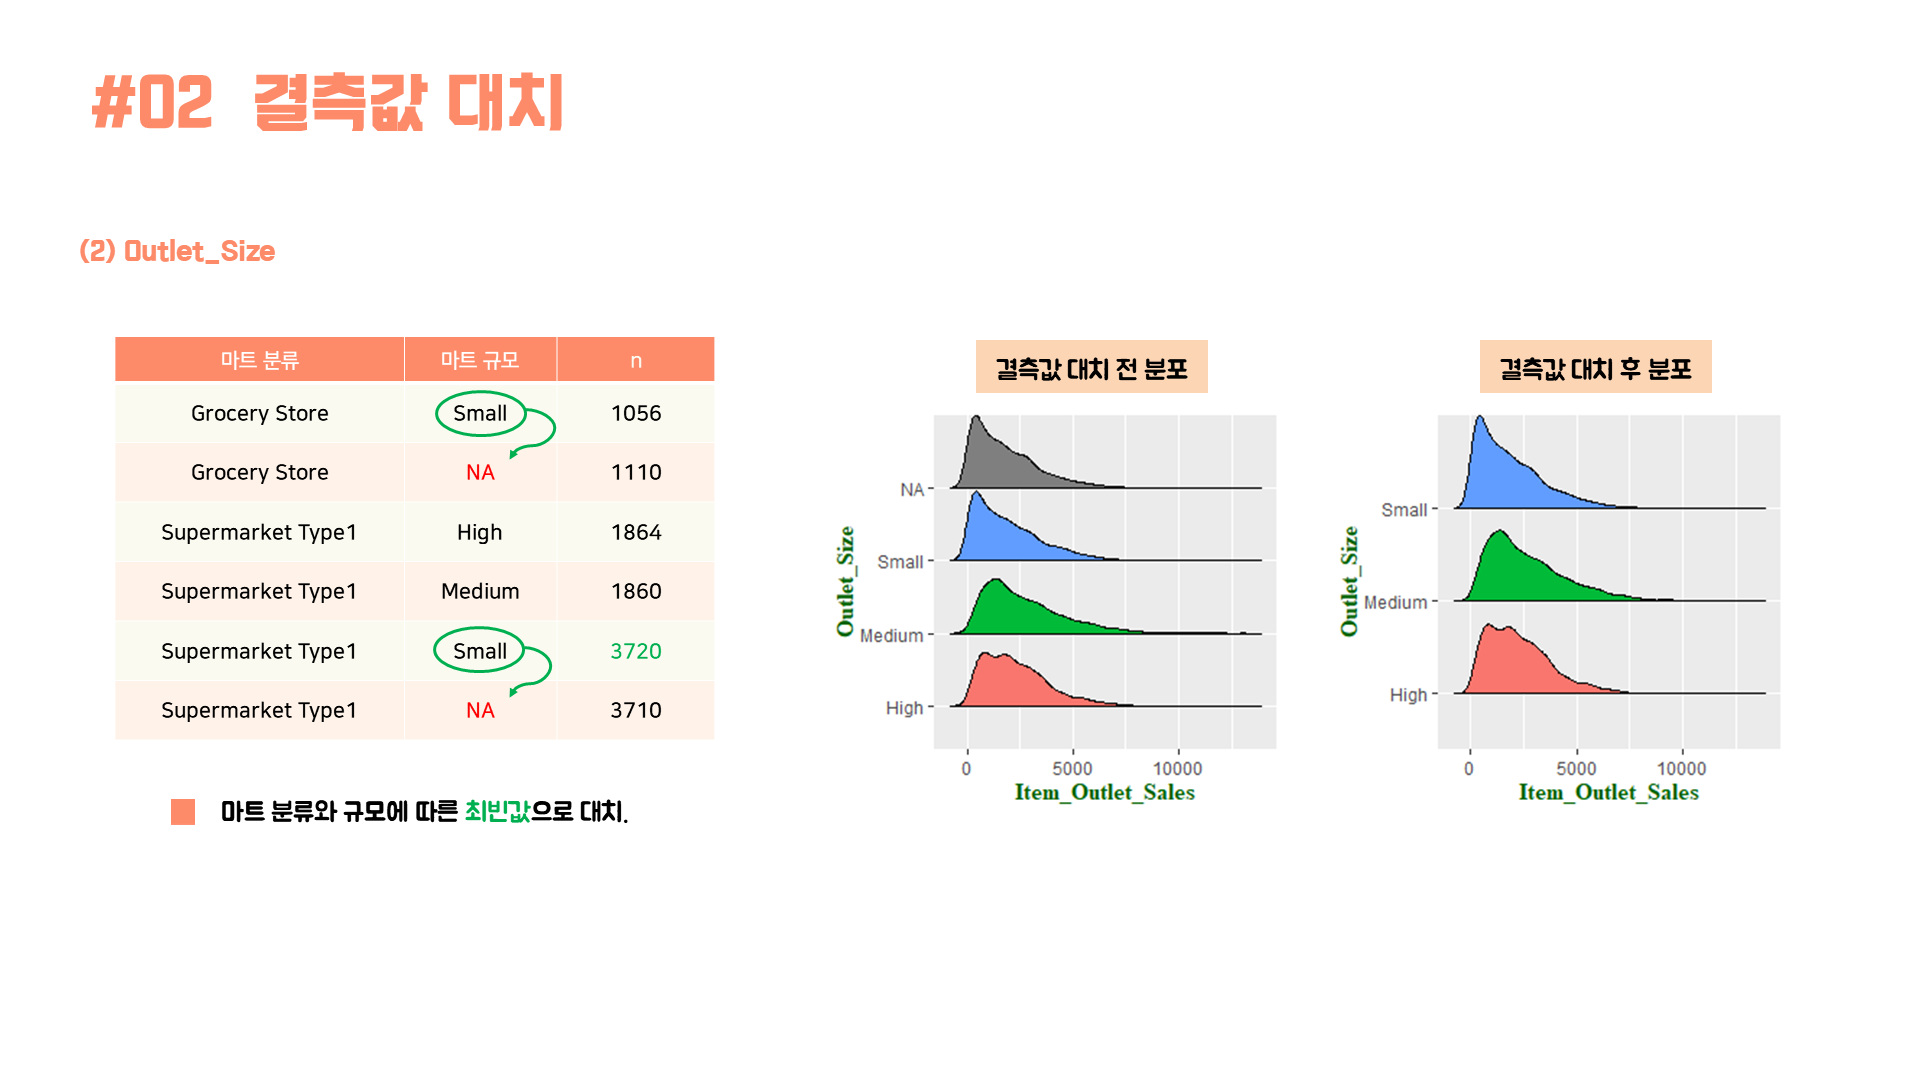 #02 결측값 대치
(2) Outlet_Size
마트 분류 마트 규모 n
Grocery Store Small 1056
Grocery Store NA 1110
Supermarket Type1 High 1864
Supermarket Type1 Medium 1860
Supermarket Type1 Small 3720
Supermarket Type1 NA 3710
마트 분류와 규모에 따른 최빈값으로 대치.
결측값 대치 전 분포
Outlet_Size
NA
Small
Medium
High
0 5000 10000
Item_Outlet_Sales
결측값 대치 후 분포
Outlet_Size
Small
Medium
High
0 5000 10000
Item_Outlet_Sales